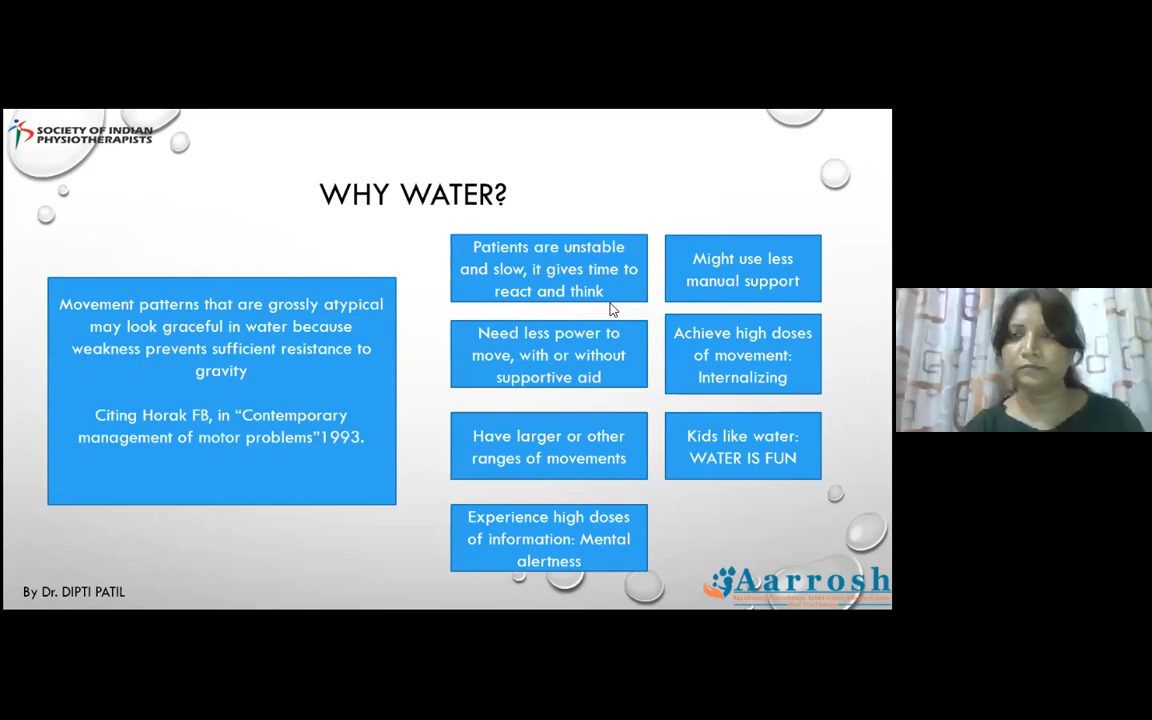 SOCIETY OF INDIAN
PHYSIOTHERAPISTS
WHY WATER?
Movement patterns that are grossly atypical
may look graceful in water because
weakness prevents sufficient resistance to
gravity
Citing Horak FB, in “Contemporary
management of motor problems”1993.
Patients are unstable
and slow, it gives time to
react and think
Need less power to
move, with or without
supportive aid
Have larger or other
ranges of movements
Experience high doses
of information: Mental
alertness
Might use less
manual support
Achieve high doses
of movement:
Internalizing
Kids like water:
WATER IS FUN
By Dr. DIPTI PATIL
Aarrosh